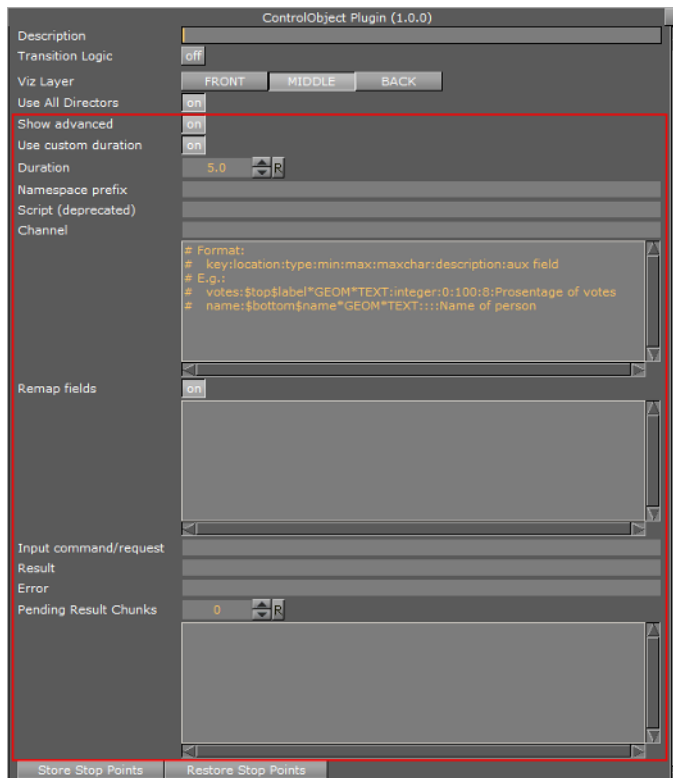 ControlObject Plugin (1.0.0)
Description
Transition Logic off
Viz Layer FRONT MIDDLE BACK
Use All Directors on
Show advanced on
Use custom duration on
Duration 5.0 R
Namespace prefix
Script (deprecated)
Channel
# Format:
# key:location:type:min:max:maxchar:description:aux field
# E.g.:
# votes:$top$label*GEOM*TEXT:integer:0:100:8:Prosentage of votes
# name:$bottom$name*GEOM*TEXT::::Name of person
Remap fields on
Input command/request
Result
Error
Pending Result Chunks 0 R
Store Stop Points Restore Stop Points